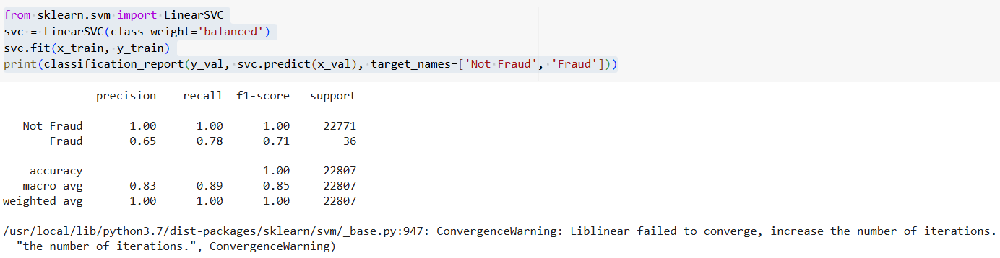 from sklearn.svm import LinearSVC
svc = LinearSVC(class_weight='balanced')
svc.fit(x_train, y_train)
print(classification_report(y_val, svc.predict(x_val), target_names=['Not Fraud', 'Fraud']))
precision recall f1-score support
Not Fraud 1.00 1.00 1.00 22771
Fraud 0.65 0.78 0.71 36
accuracy 1.00 22807
macro avg 0.83 0.89 0.85 22807
weighted avg 1.00 1.00 1.00 22807
/usr/local/lib/python3.7/dist-packages/sklearn/svm/_base.py:947: ConvergenceWarning: Liblinear failed to converge, increase the number of iterations.
"the number of iterations.", ConvergenceWarning)